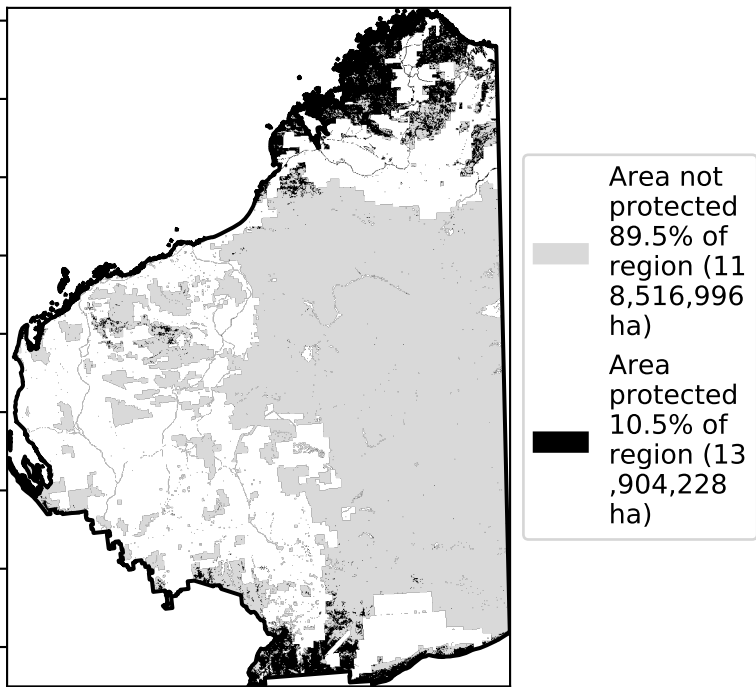 Area not
protected
89.5% of
region (11
8,516,996
ha)
Area
protected
10.5% of
region (13
,904,228
ha)